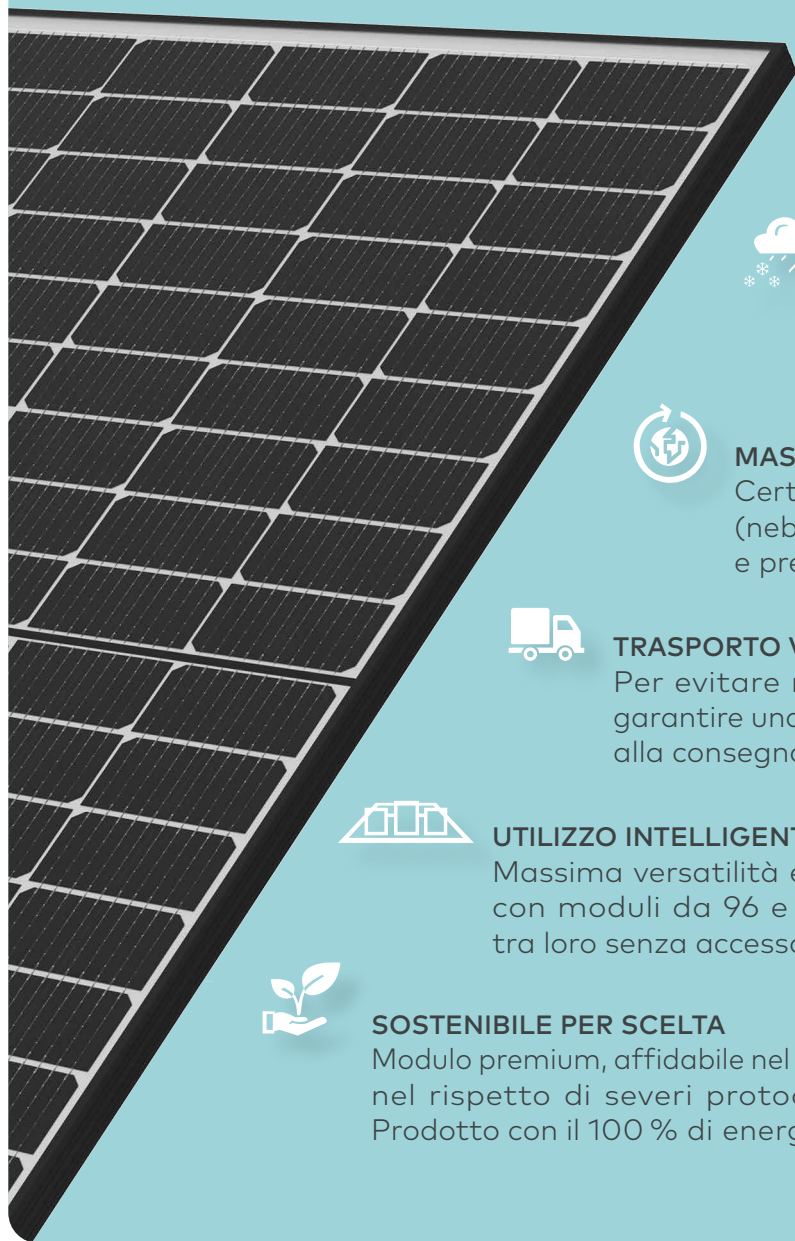 MAS
Cert
(neb
e pre
TRASPORTO V
Per evitare
garantire una
alla consegna
UTILIZZO INTELLIGENT
Massima versatilità e
con moduli da 96 e
tra loro senza accesso
SOSTENIBILE PER SCELTA
Modulo premium, affidabile nel
nel rispetto di severi protoc
Prodotto con il 100 % di energ